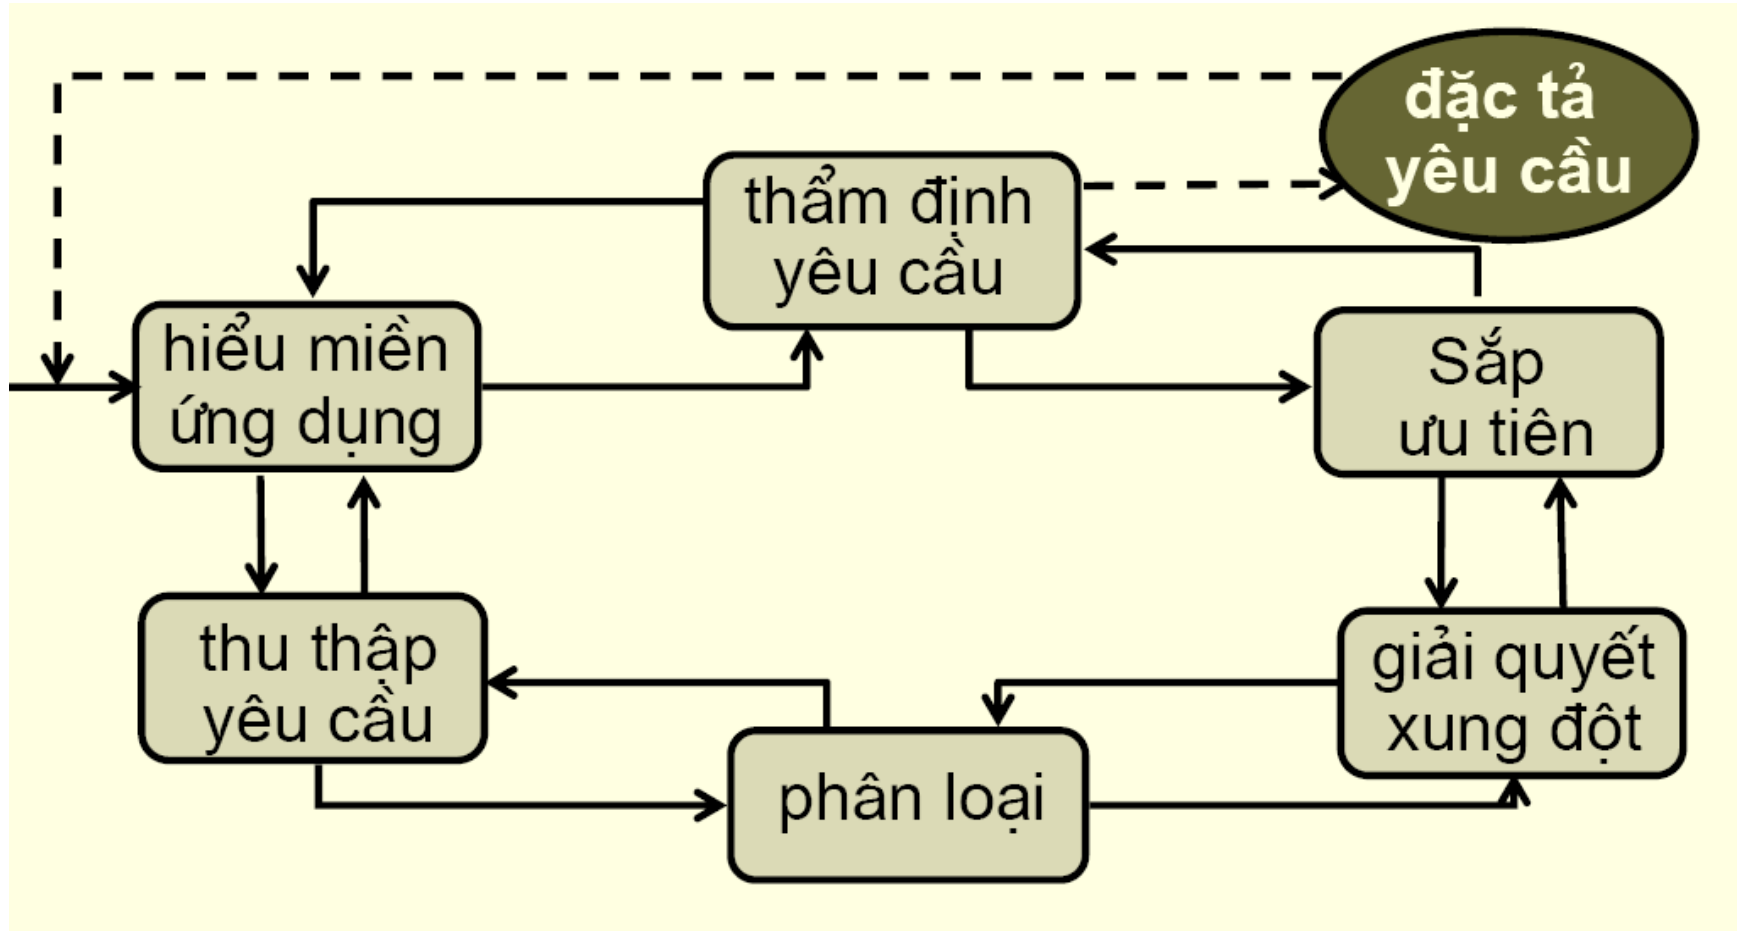 đặc tả
yêu cầu
thẩm định
yêu cầu
hiểu miền
ứng dụng
Sắp
ưu tiên
thu thập
yêu cầu
giải quyết
xung đột
phân loại